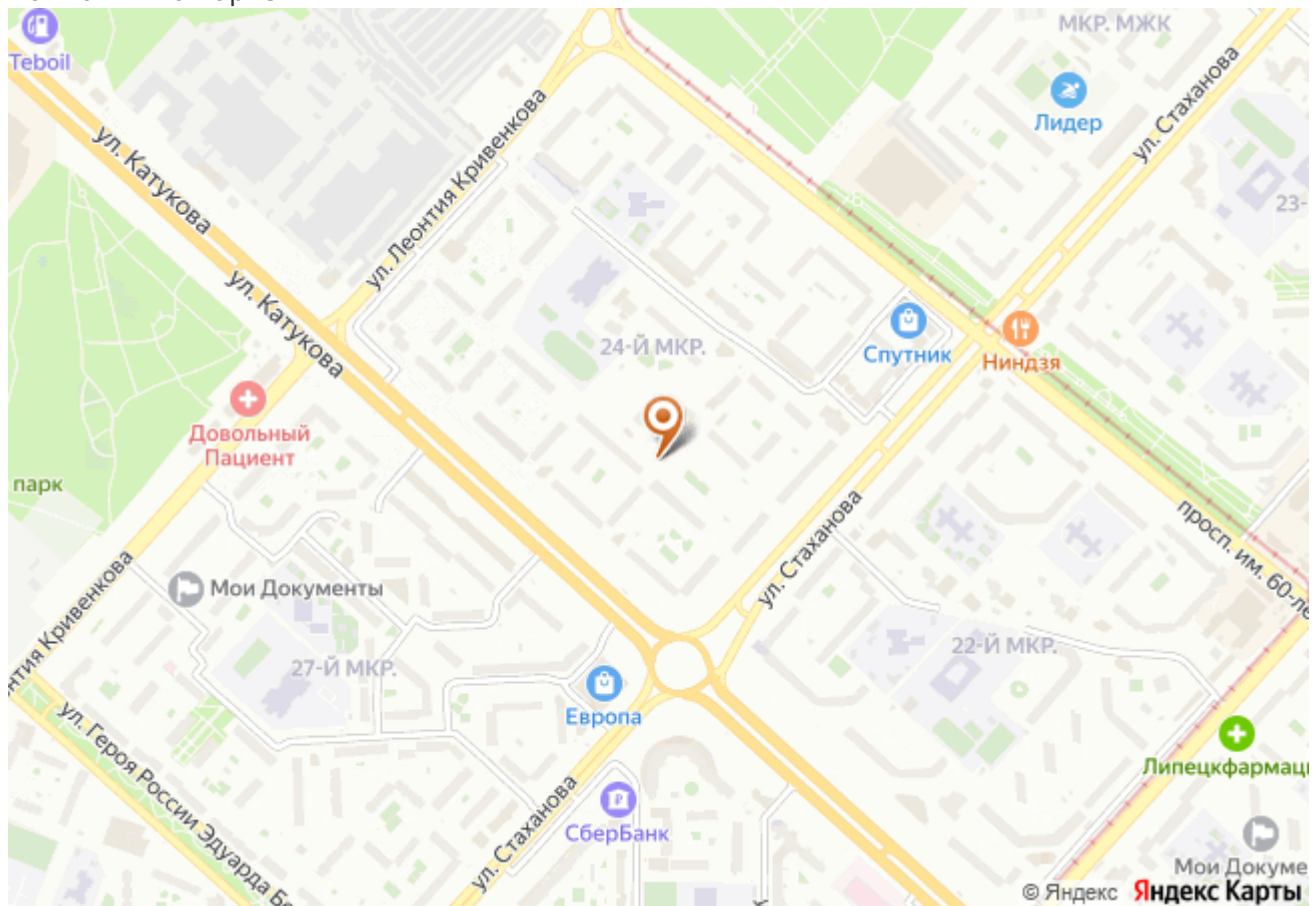 Teboil
МКР. МЖК
Лидер
ул. Стаханова
ул. Катукова
ул. Леонтия Кривенкова
23-
ул. Катукова
24-Й МКР.
Спутник
Ниндзя
Довольный
Пациент
парк
ул. Стаханова
просп. им. 60-ле
Мои Документы
нтия Кривенкова
27-Й МКР.
22-Й МКР.
Европа
ул. Героя России Эдуарда Бе
Липецкфармаци
СберБанк
ул. Стаханова
Мои Докуме
© Яндекс Яндекс Карты